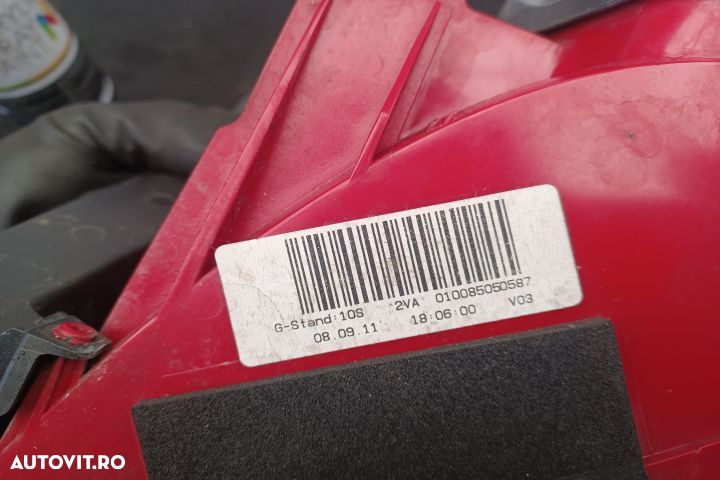 G-Stand:10S 2VA 010085050587
08.09.11 18:06:00 V03
AUTOVIT.RO